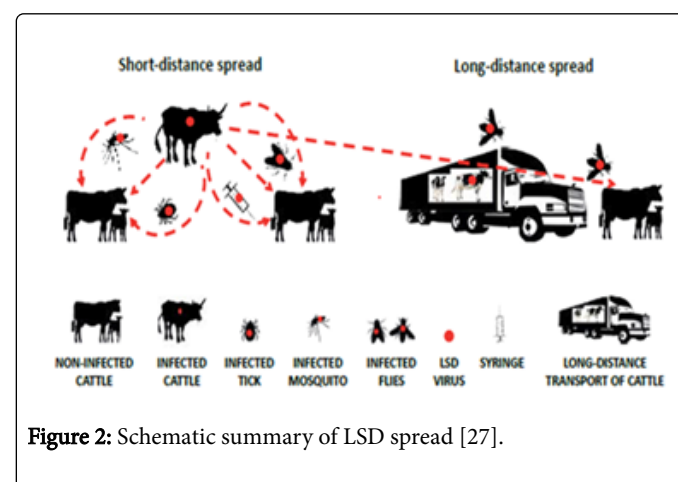 Short-distance spread
Long-distance spread
NON-INFECTED CATTLE
INFECTED CATTLE
INFECTED TICK
INFECTED MOSQUITO
INFECTED FLIES
LSD VIRUS
SYRINGE
LONG-DISTANCE TRANSPORT OF CATTLE
Figure 2: Schematic summary of LSD spread [27].